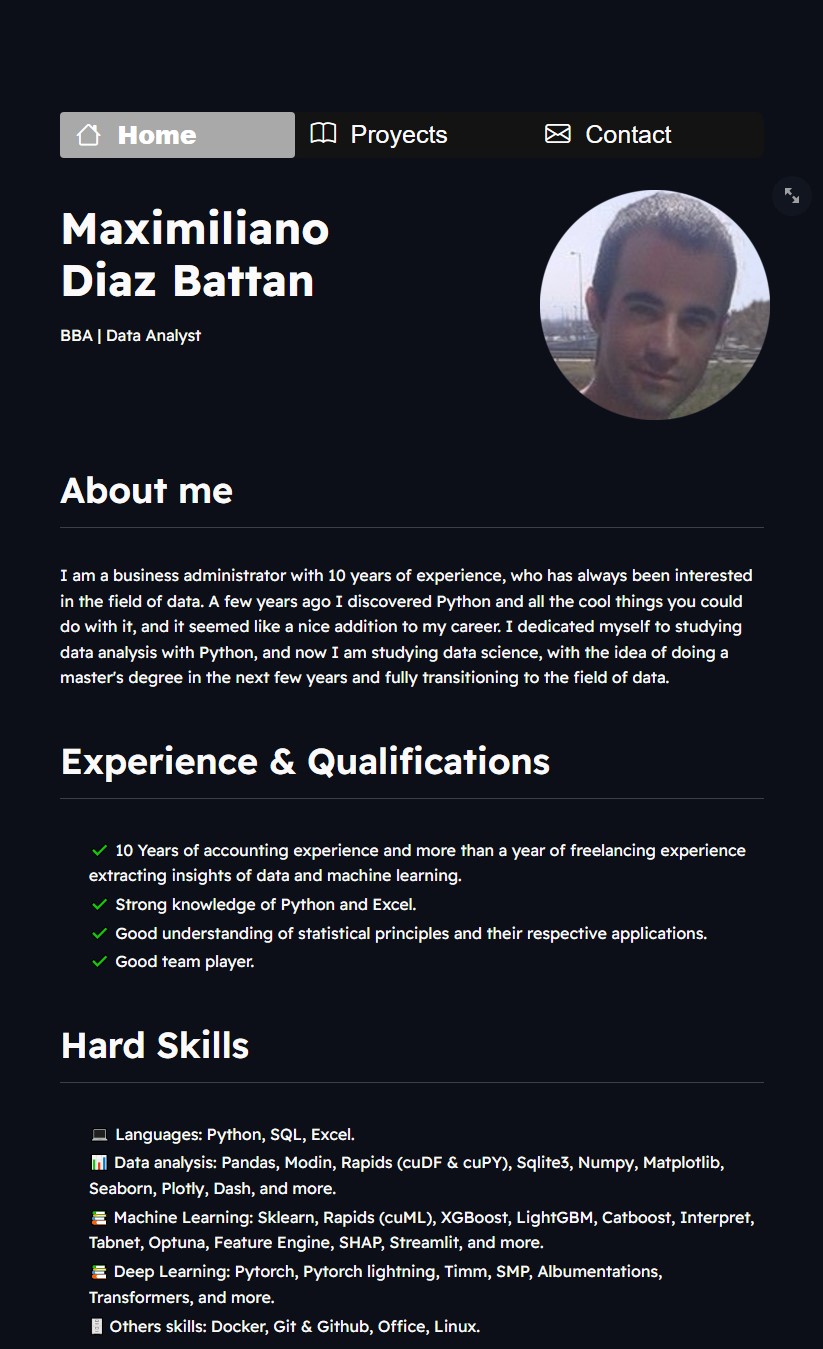 Home Proyects Contact
Maximiliano
Diaz Battan
BBA | Data Analyst
About me
I am a business administrator with 10 years of experience, who has always been interested
in the field of data. A few years ago I discovered Python and all the cool things you could
do with it, and it seemed like a nice addition to my career. I dedicated myself to studying
data analysis with Python, and now I am studying data science, with the idea of doing a
master's degree in the next few years and fully transitioning to the field of data.
Experience & Qualifications
10 Years of accounting experience and more than a year of freelancing experience
extracting insights of data and machine learning.
Strong knowledge of Python and Excel.
Good understanding of statistical principles and their respective applications.
Good team player.
Hard Skills
Languages: Python, SQL, Excel.
Data analysis: Pandas, Modin, Rapids (cuDF & cuPY), Sqlite3, Numpy, Matplotlib,
Seaborn, Plotly, Dash, and more.
Machine Learning: Sklearn, Rapids (cuML), XGBoost, LightGBM, Catboost, Interpret,
Tabnet, Optuna, Feature Engine, SHAP, Streamlit, and more.
Deep Learning: Pytorch, Pytorch lightning, Timm, SMP, Albumentations,
Transformers, and more.
Others skills: Docker, Git & Github, Office, Linux.